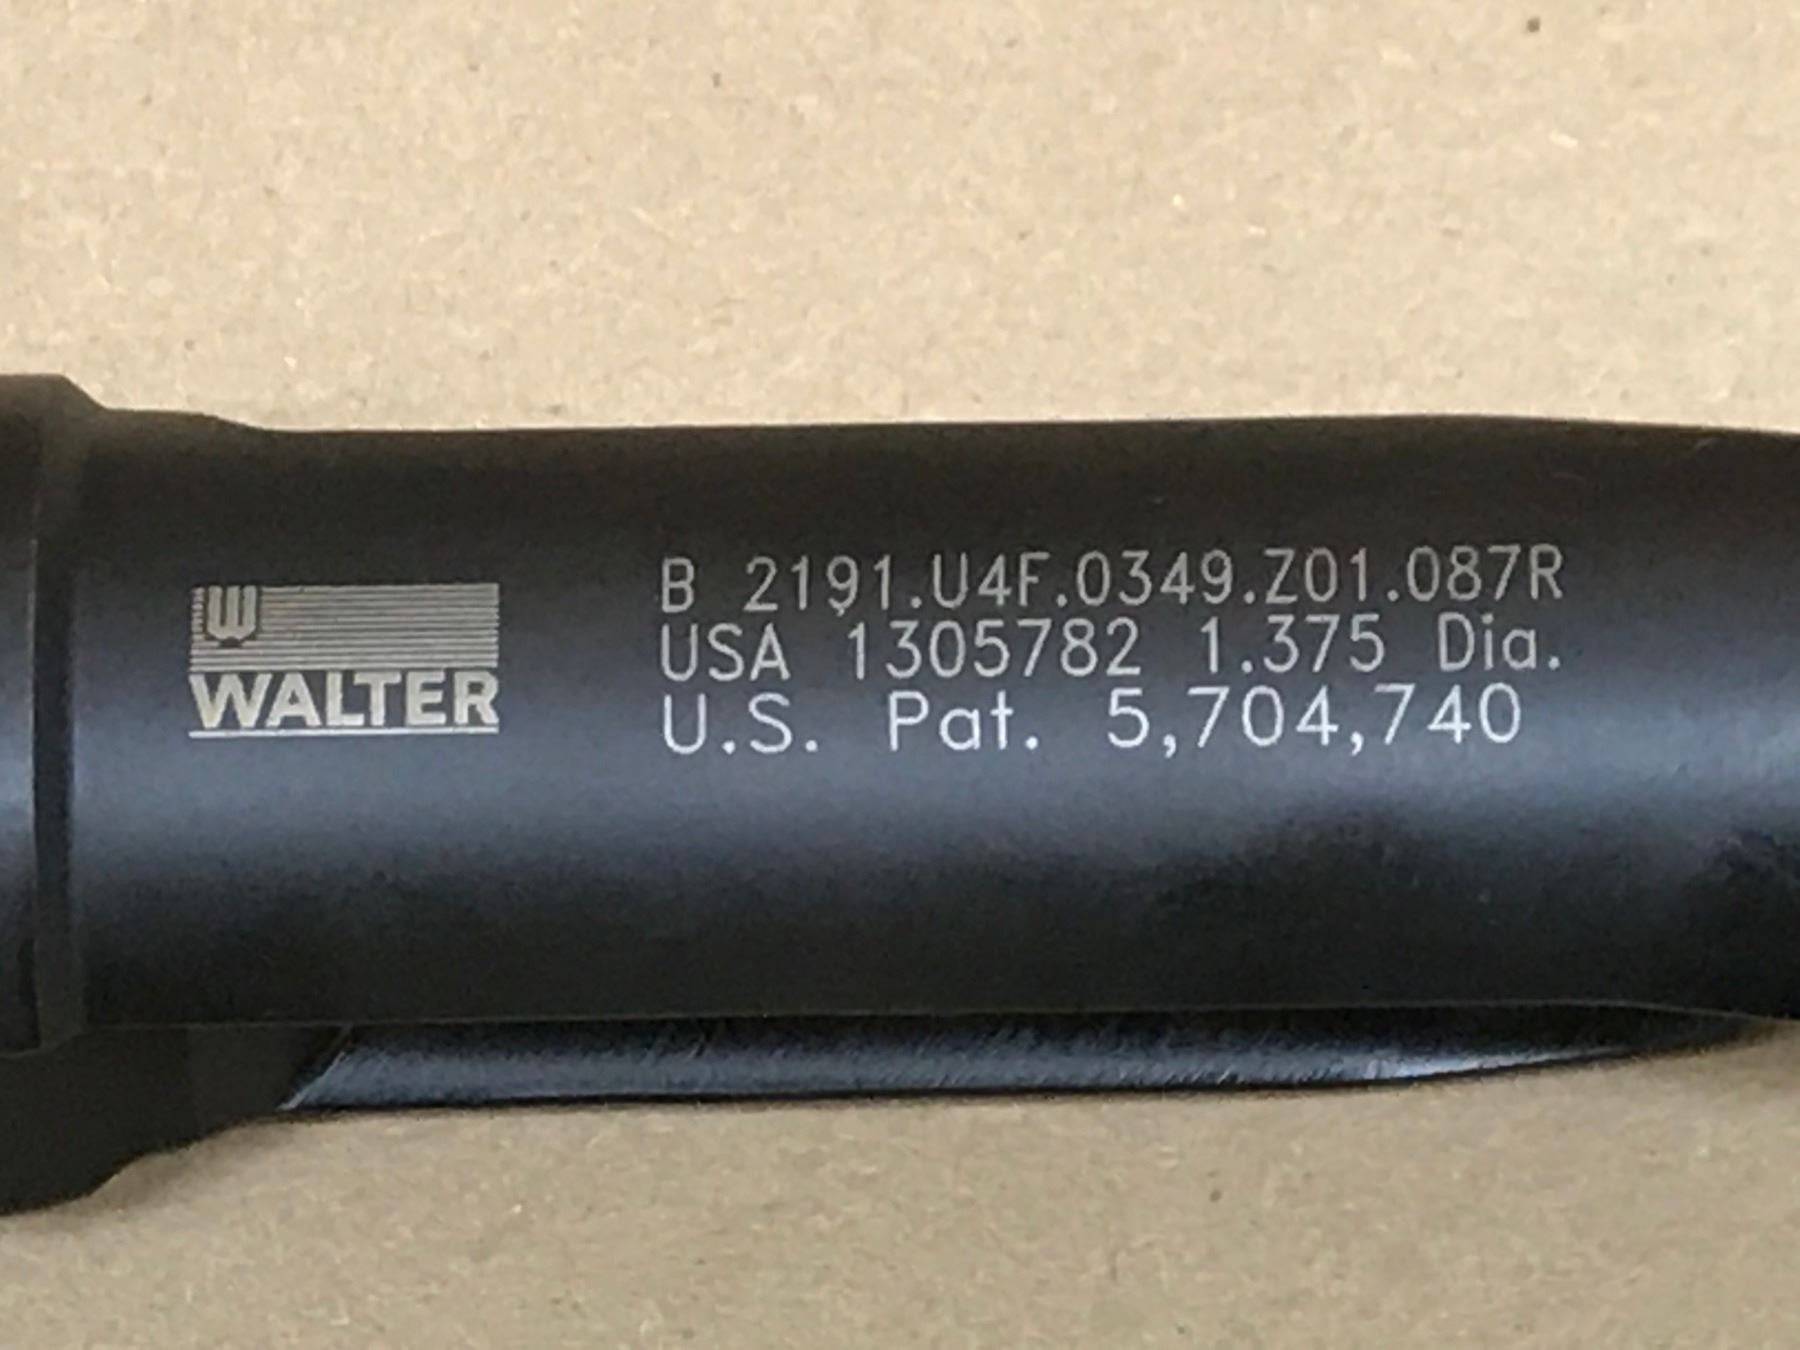 W
WALTER
B 2191.U4F.0349.Z01.087R
USA 1305782 1.375 Dia.
U.S. Pat. 5,704,740